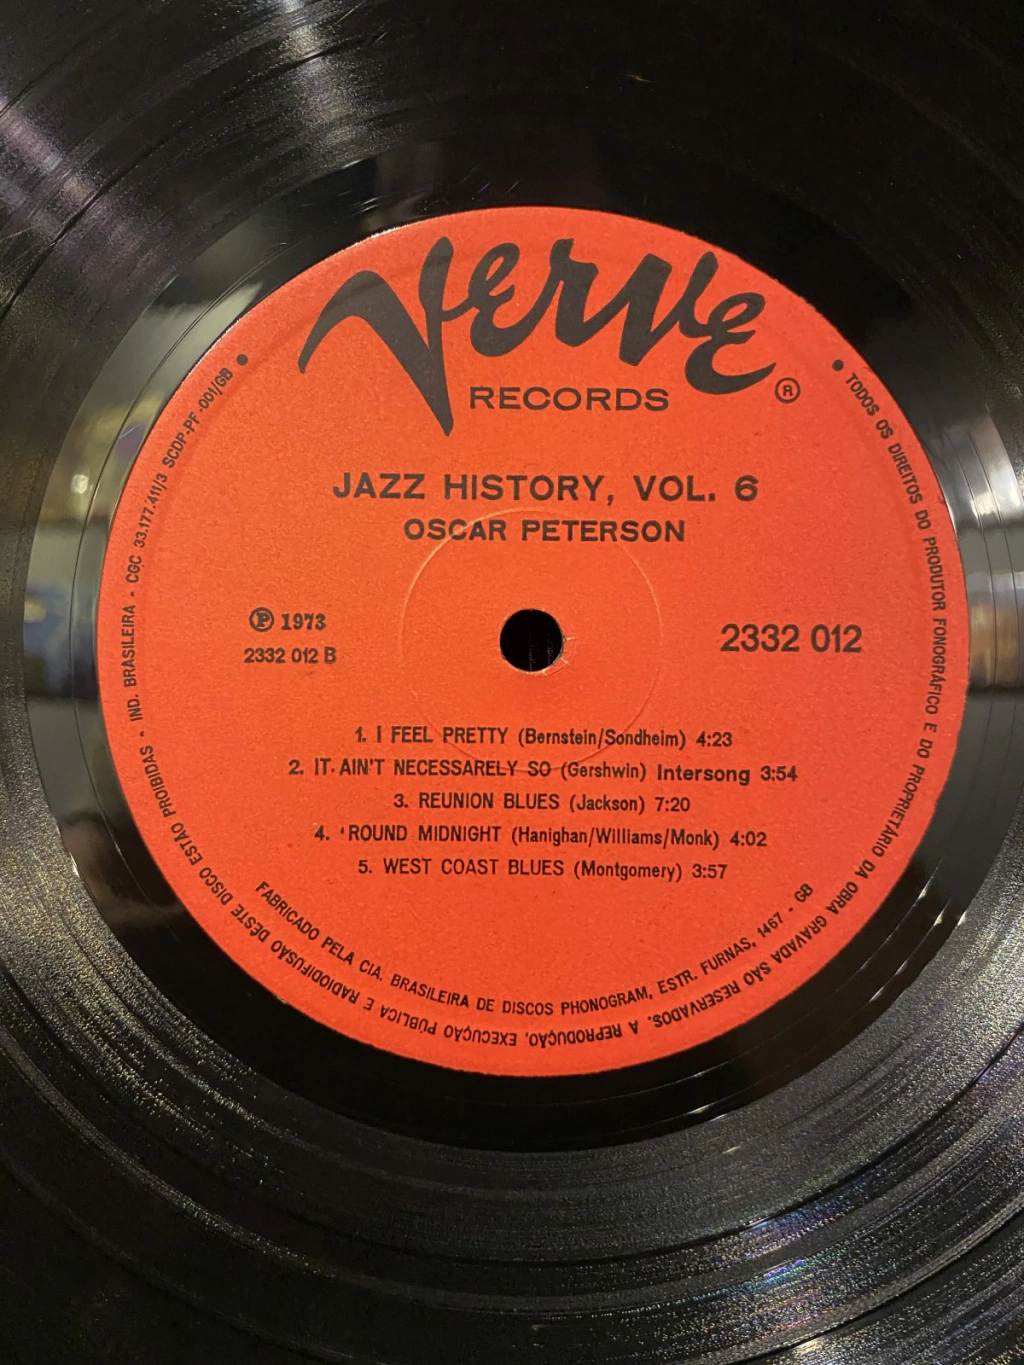 Verve
RECORDS
®
JAZZ HISTORY, VOL. 6
OSCAR PETERSON
℗ 1973
2332 012 B
2332 012
1. I FEEL PRETTY (Bernstein/Sondheim) 4:23
2. IT AIN'T NECESSARELY SO (Gershwin) Intersong 3:54
3. REUNION BLUES (Jackson) 7:20
4. 'ROUND MIDNIGHT (Hanighan/Williams/Monk) 4:02
5. WEST COAST BLUES (Montgomery) 3:57
FABRICADO PELA CIA. BRASILEIRA DE DISCOS PHONOGRAM, ESTR. FURNAS, 1467 - GB
• TODOS OS DIREITOS DO PRODUTOR FONOGRÁFICO E DO PROPRIETÁRIO DA OBRA GRAVADA SÃO RESERVADOS. A REPRODUÇÃO, EXECUÇÃO PÚBLICA E RADIODIFUSÃO DÊSTE DISCO ESTÃO PROIBIDAS - IND. BRASILEIRA - CGC 33.177.411/3 SCDP-PF .001/GB •